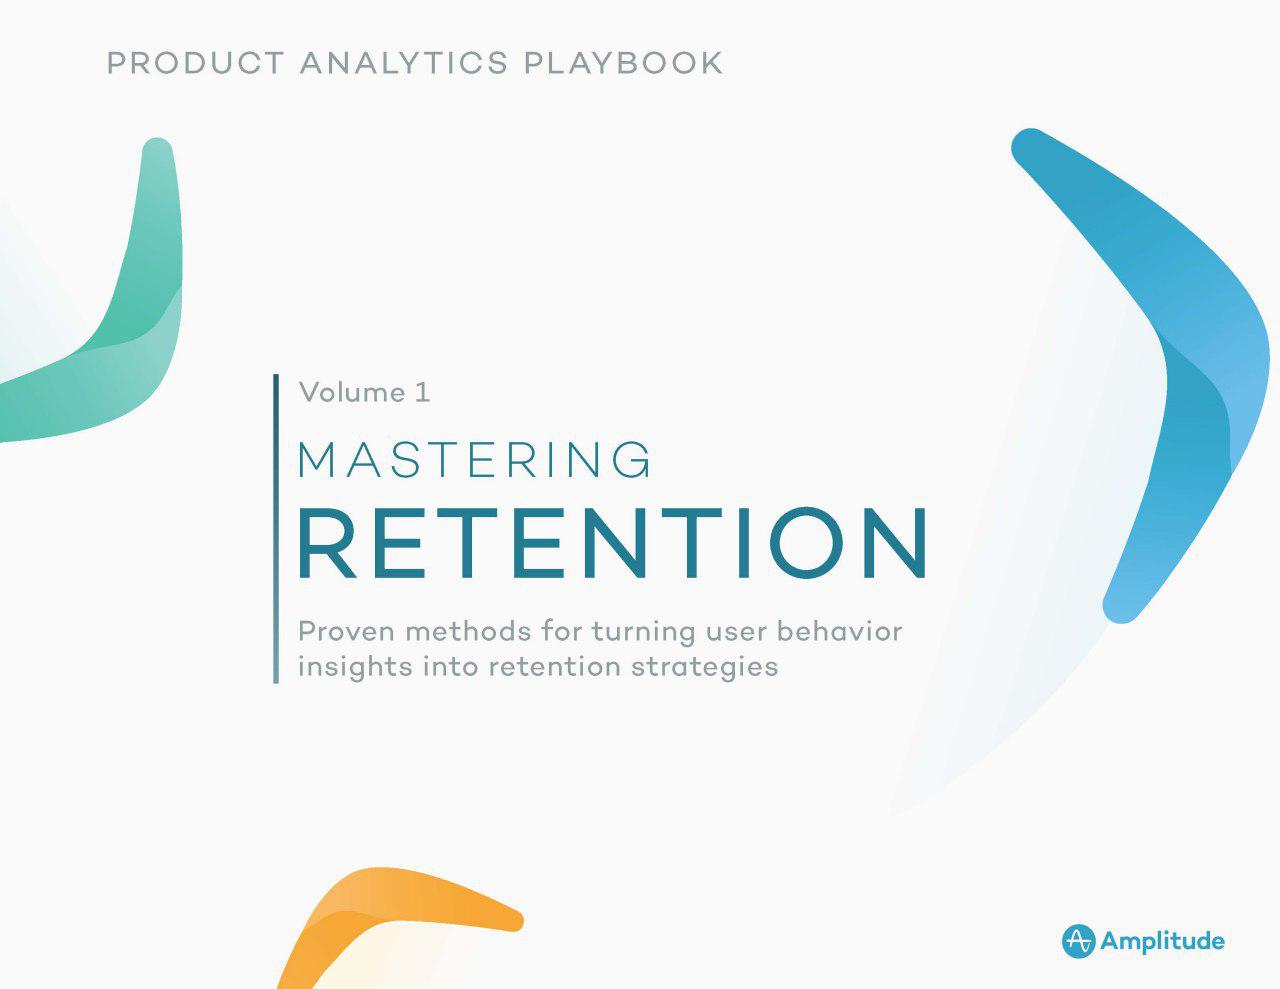 PRODUCT ANALYTICS PLAYBOOK
Volume 1
MASTERING
RETENTION
Proven methods for turning user behavior
insights into retention strategies
Amplitude